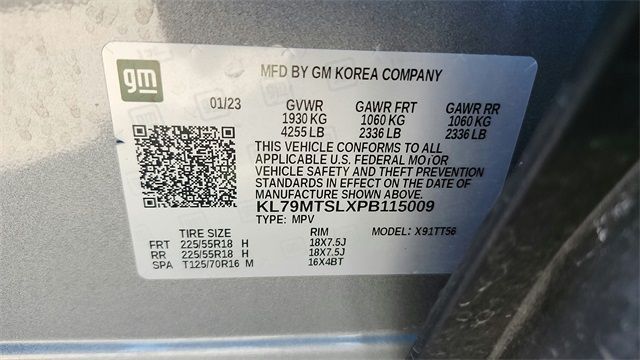 gm
MFD BY GM KOREA COMPANY
01/23 GVWR GAWR FRT GAWR RR
1930 KG 1060 KG 1060 KG
4255 LB 2336 LB 2336 LB
THIS VEHICLE CONFORMS TO ALL
APPLICABLE U.S. FEDERAL MOTOR
VEHICLE SAFETY AND THEFT PREVENTION
STANDARDS IN EFFECT ON THE DATE OF
MANUFACTURE SHOWN ABOVE.
KL79MTSLXPB115009
TYPE: MPV
TIRE SIZE RIM MODEL: X91TT56
FRT 225/55R18 H 18X7.5J
RR 225/55R18 H 18X7.5J
SPA T125/70R16 M 16X4BT